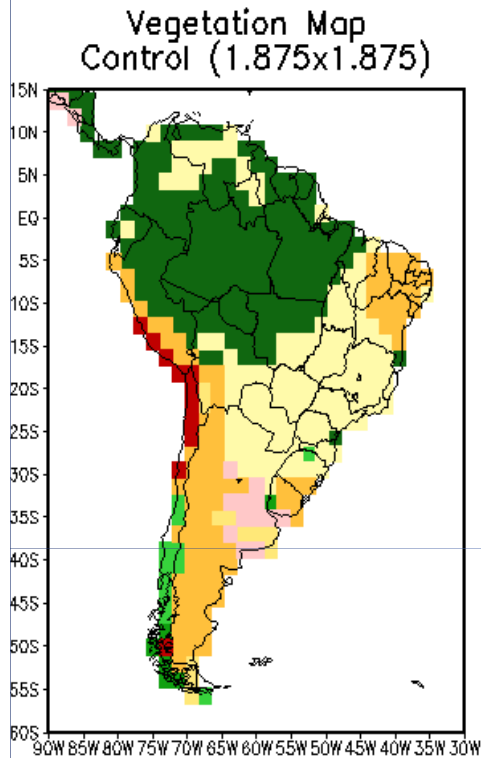 Vegetation Map
Control (1.875x1.875)
15N
10N
5N
EQ
5S
10S
15S
20S
25S
30S
35S
40S
45S
50S
55S
60S
90W 85W 80W 75W 70W 65W 60W 55W 50W 45W 40W 35W 30W